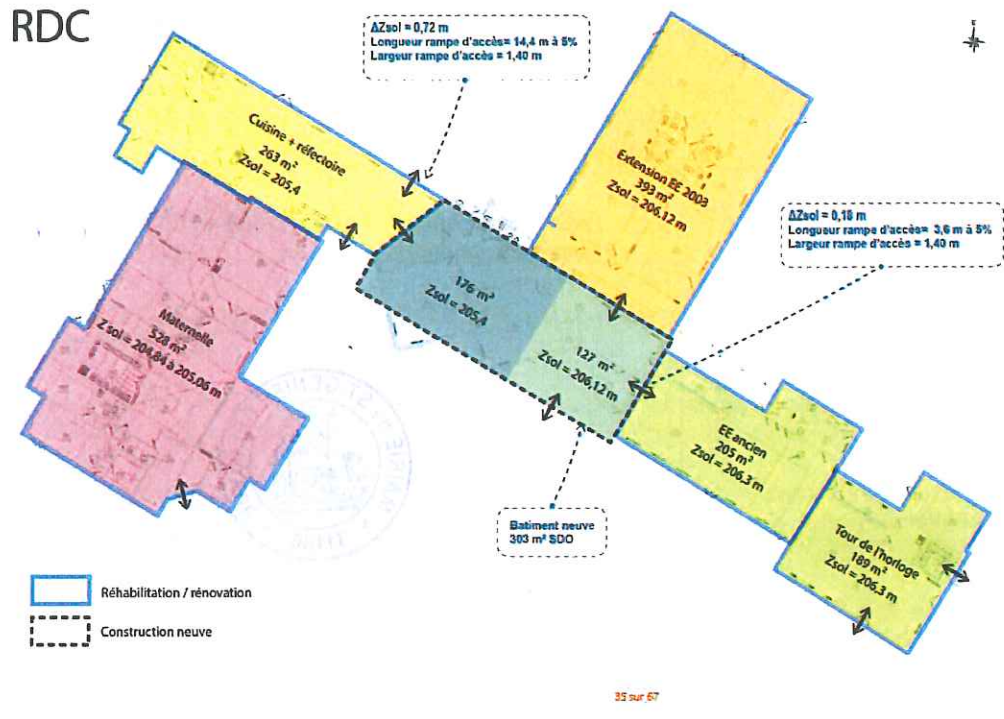 RDC
ΔZsol = 0,72 m
Longueur rampe d'accès= 14,4 m à 5%
Largeur rampe d'accès = 1,40 m
E
Cuisine + réfectoire
263 m²
Zsol = 205,4
Extension EE 2003
393 m²
Zsol = 206,12 m
ΔZsol = 0,18 m
Longueur rampe d'accès= 3,6 m à 5%
Largeur rampe d'accès = 1,40 m
176 m²
Zsol = 205,4
Maternelle
528 m²
Z sol = 204,84 à 205,06 m
127 m²
Zsol = 206,12 m
EE ancien
205 m²
Zsol = 206,3 m
Batiment neuve
303 m² SDO
Tour de l'horloge
189 m²
Zsol = 206,3 m
Réhabilitation / rénovation
Construction neuve
35 sur 67